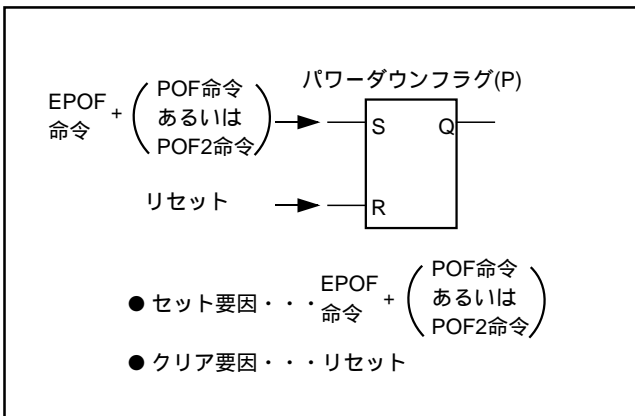 パワーダウンフラグ(P)
EPOF
命令
+
POF命令
あるいは
POF2命令
S
Q
リセット
R
● セット要因・・・
EPOF
命令
+
POF命令
あるいは
POF2命令
● クリア要因・・・リセット